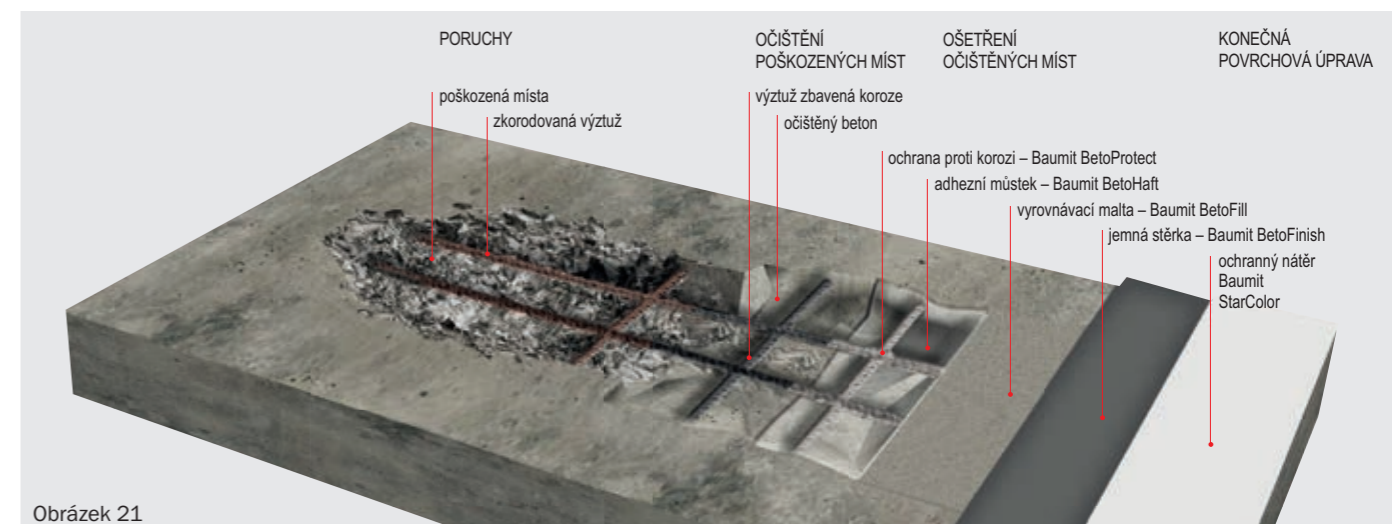 PORUCHY
poškozená místa
zkorodovaná výztuž
OČIŠTĚNÍ
POŠKOZENÝCH MÍST
výztuž zbavená koroze
očištěný beton
OŠETŘENÍ
OČIŠTĚNÝCH MÍST
ochrana proti korozi – Baumit BetoProtect
adhezní můstek – Baumit BetoHaft
vyrovnávací malta – Baumit BetoFill
jemná stěrka – Baumit BetoFinish
KONEČNÁ
POVRCHOVÁ ÚPRAVA
ochranný nátěr
Baumit
StarColor
Obrázek 21